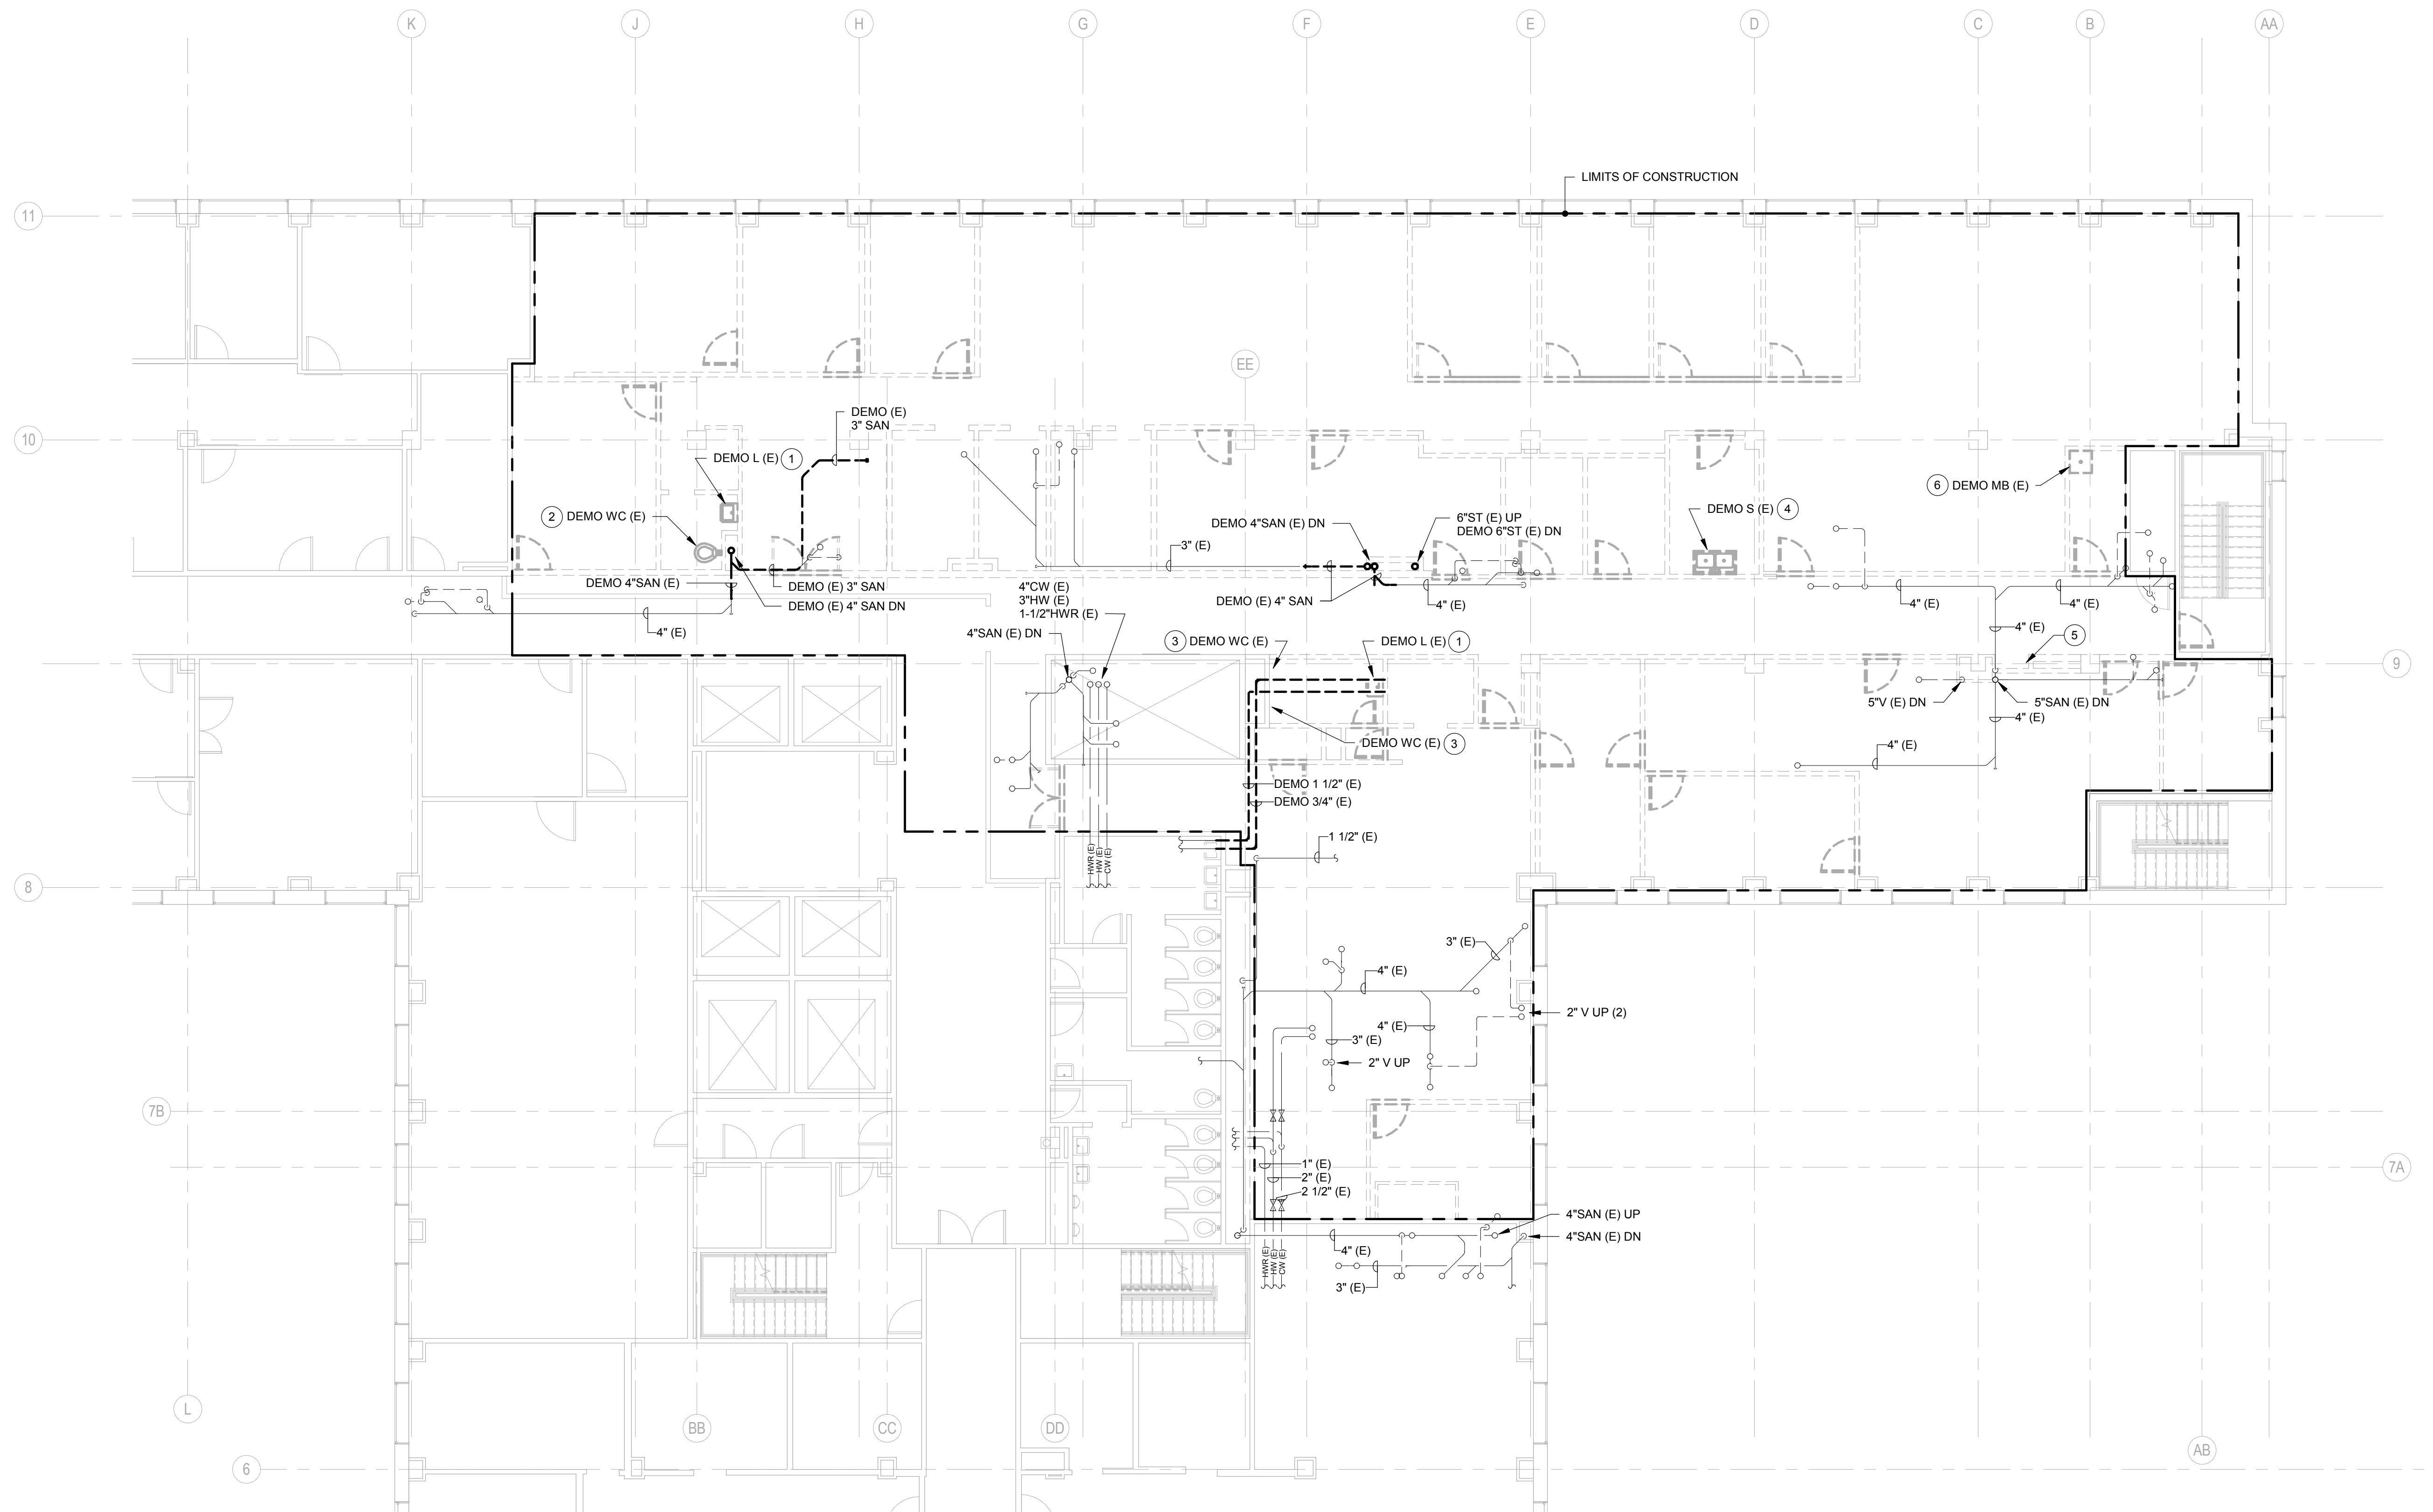 K
J
H
G
F
E
D
C
B
AA
LIMITS OF CONSTRUCTION
11
EE
DEMO (E)
3" SAN
10
DEMO L (E) 1
6 DEMO MB (E)
2 DEMO WC (E)
DEMO S (E) 4
DEMO 4"SAN (E) DN
6"ST (E) UP
DEMO 6"ST (E) DN
3" (E)
DEMO 4"SAN (E)
DEMO (E) 3" SAN
DEMO (E) 4" SAN DN
4" (E)
4"CW (E)
3"HW (E)
1-1/2"HWR (E)
4"SAN (E) DN
DEMO (E) 4" SAN
4" (E)
4" (E)
4" (E)
4" (E)
5
3 DEMO WC (E)
DEMO L (E) 1
9
5"V (E) DN
5"SAN (E) DN
4" (E)
DEMO WC (E) 3
4" (E)
DEMO 1 1/2" (E)
DEMO 3/4" (E)
1 1/2" (E)
HWR (E)
HW (E)
CW (E)
8
3" (E)
4" (E)
2" V UP (2)
4" (E)
3" (E)
2" V UP
7B
1" (E)
2" (E)
2 1/2" (E)
7A
4"SAN (E) UP
4"SAN (E) DN
4" (E)
HWR (E)
HW (E)
CW (E)
3" (E)
L
BB
CC
DD
AB
6